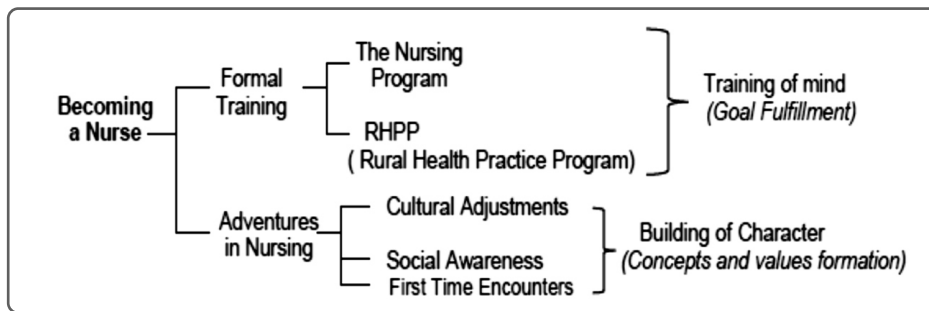 Becoming
a Nurse
Formal
Training
The Nursing
Program
RHPP
( Rural Health Practice Program)
Training of mind
(Goal Fulfillment)
Adventures
in Nursing
Cultural Adjustments
Social Awareness
First Time Encounters
Building of Character
(Concepts and values formation)